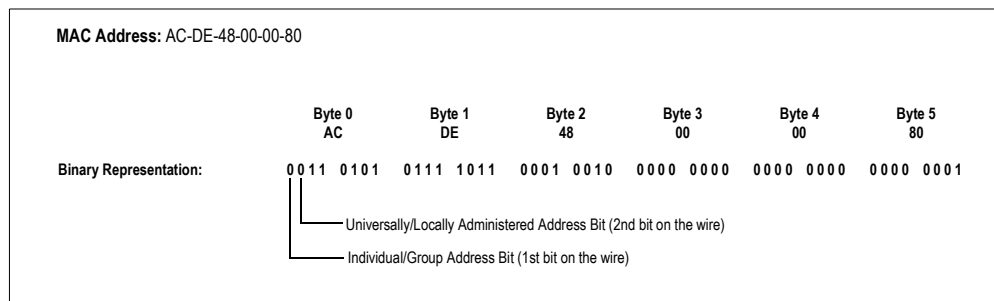 MAC Address: AC-DE-48-00-00-80
Byte 0 Byte 1 Byte 2 Byte 3 Byte 4 Byte 5
AC DE 48 00 00 80
Binary Representation: 0011 0101 0111 1011 0001 0010 0000 0000 0000 0000 0000 0001
Universally/Locally Administered Address Bit (2nd bit on the wire)
Individual/Group Address Bit (1st bit on the wire)